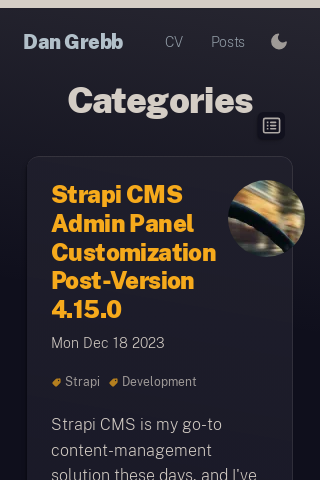 Dan Grebb CV Posts
Categories
Strapi CMS
Admin Panel
Customization
Post-Version
4.15.0
Mon Dec 18 2023
Strapi Development
Strapi CMS is my go-to
content-management
solution these days, and I've